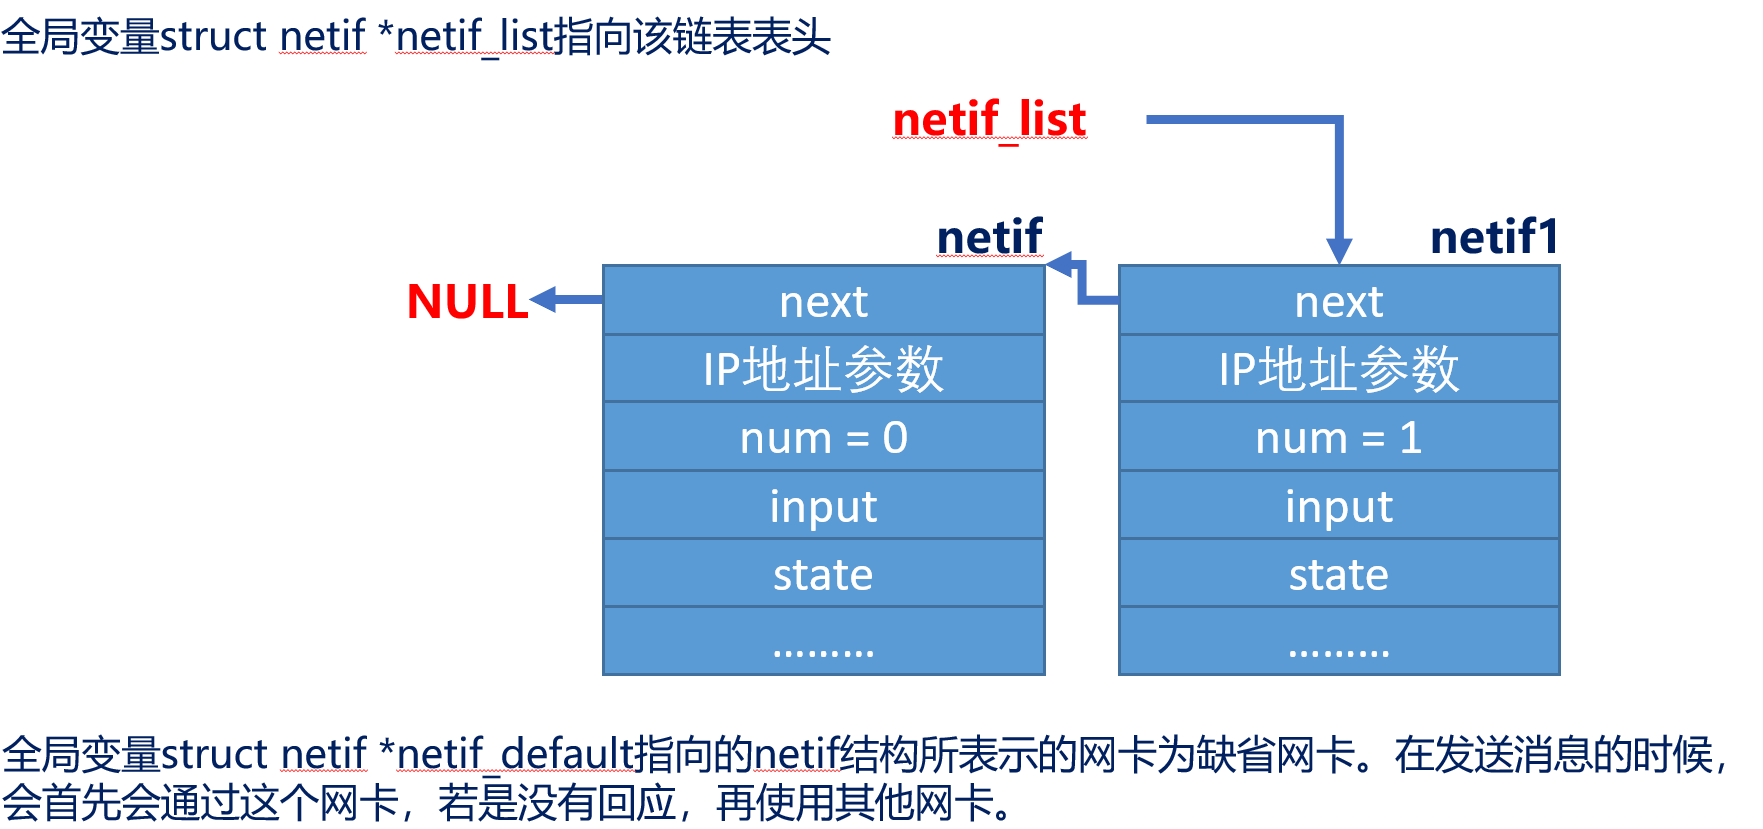 全局变量struct netif *netif_list指向该链表表头
netif_list
netif
netif1
NULL
next
next
IP地址参数
IP地址参数
num = 0
num = 1
input
input
state
state
………
………
全局变量struct netif *netif_default指向的netif结构所表示的网卡为缺省网卡。在发送消息的时候，
会首先会通过这个网卡，若是没有回应，再使用其他网卡。